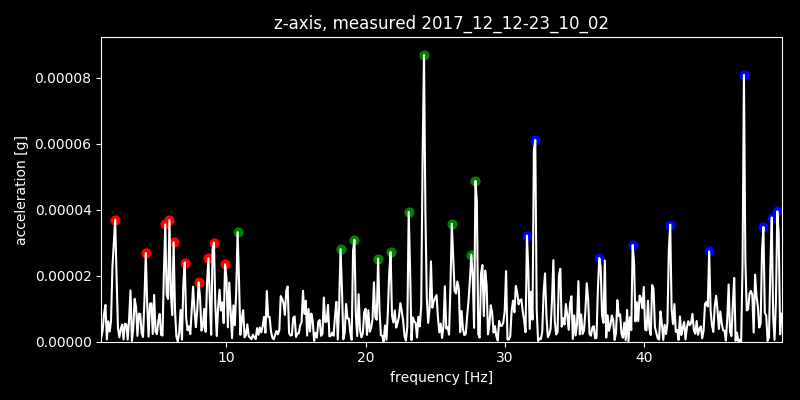 z-axis, measured 2017_12_12-23_10_02
0.00008
0.00006
0.00004
0.00002
0.00000
acceleration [g]
10 20 30 40
frequency [Hz]